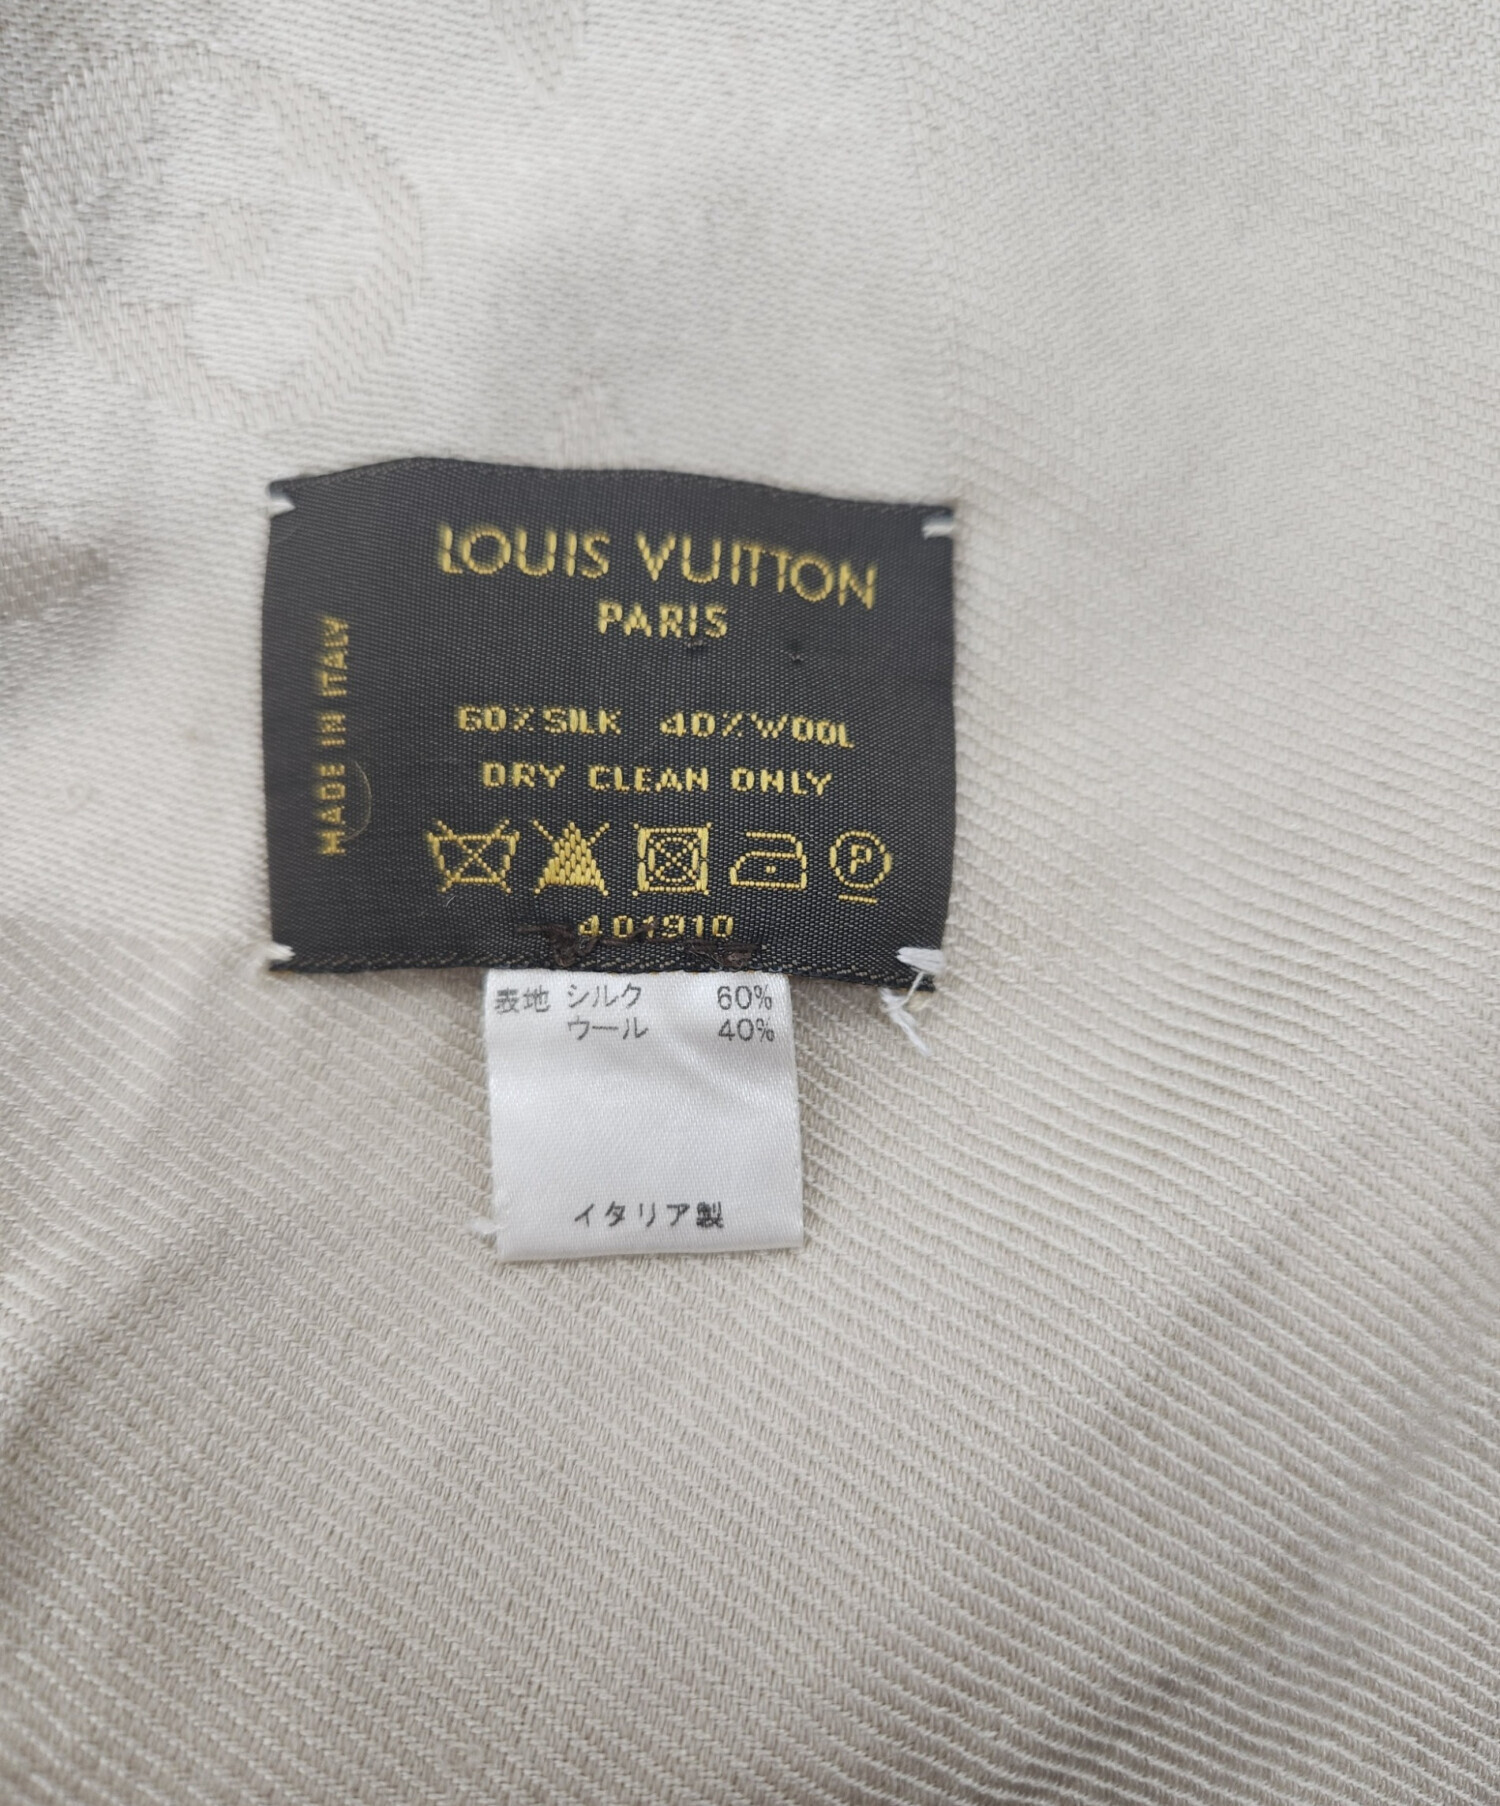 LOUIS VUITTON
PARIS
MADE IN ITALY
60% SILK 40% WOOL
DRY CLEAN ONLY
P
401910
表地 シルク 60%
ウール 40%
イタリア製